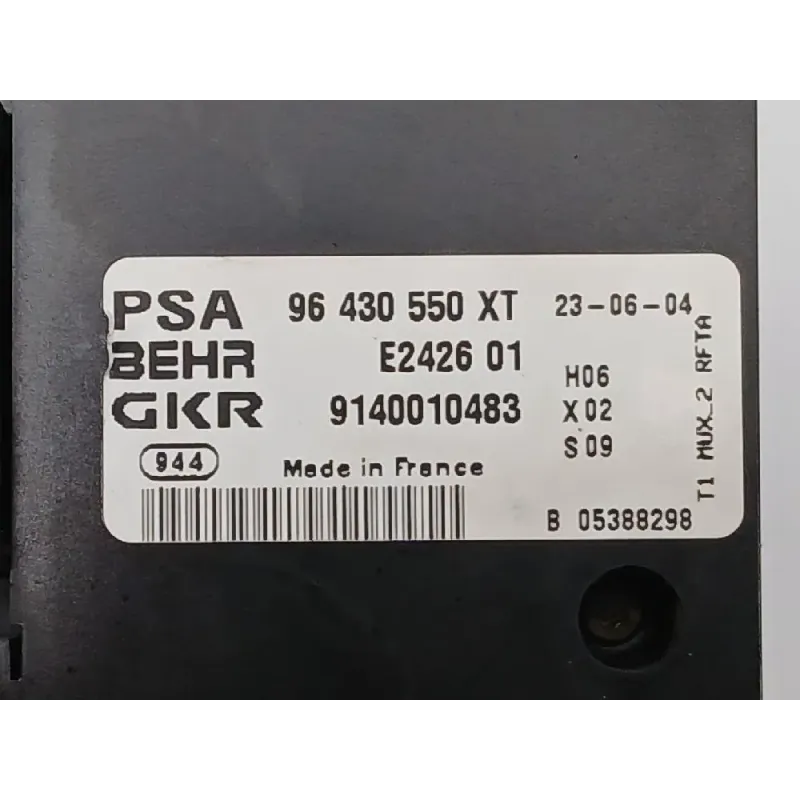 PSA 96 430 550 XT 23-06-04
BEHR E2426 01 H06
GKR 9140010483 X02
944 Made in France S09
B 05388298
T1 MUX_2 RFTA